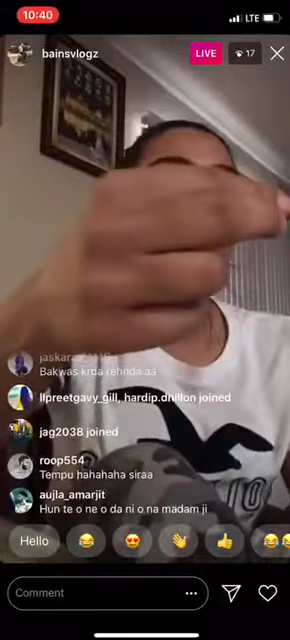 10:40
LTE
bainsvlogz
LIVE
17
Bakwas krda rehnda aa
llpreetgavy_gill, hardip.dhillon joined
jag2038 joined
roop554
Tempu hahahaha siraa
aujla_amarjit
Hun te o ne o da ni o na madam ji
Hello
Comment